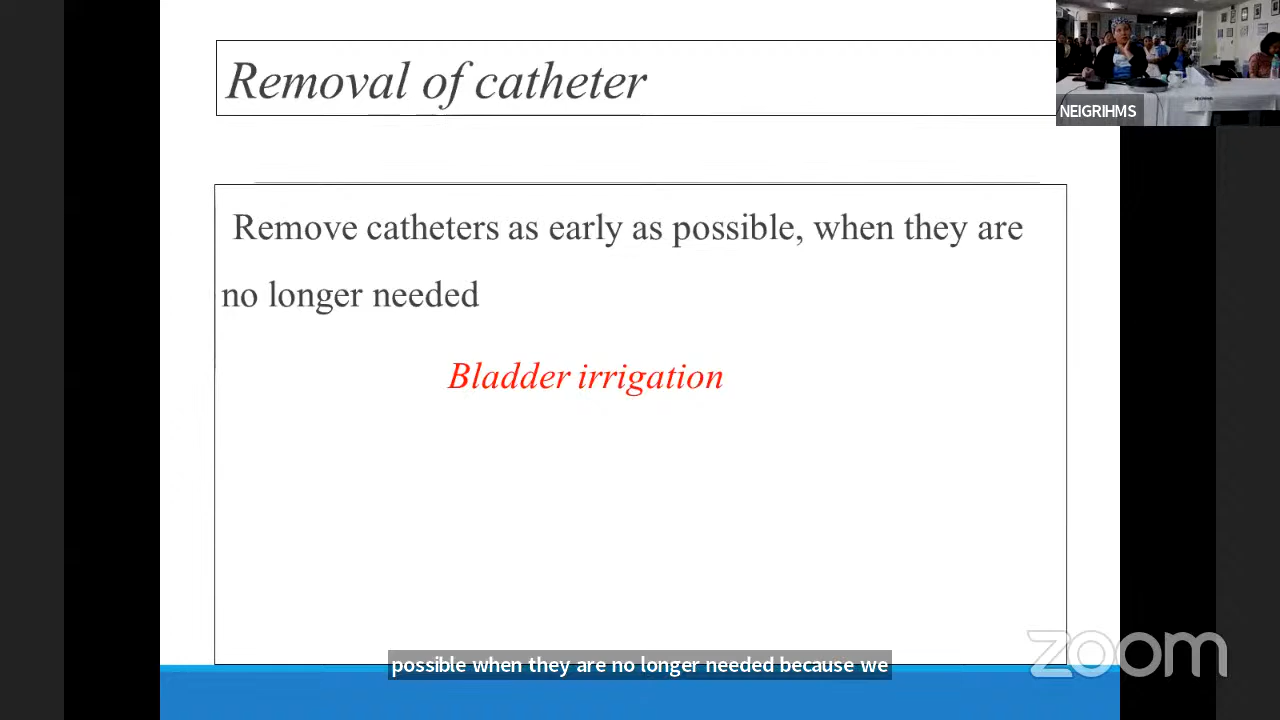 Removal of catheter
NEIGRIHMS
Remove catheters as early as possible, when they are
no longer needed
Bladder irrigation
possible when they are no longer needed because we
zoom